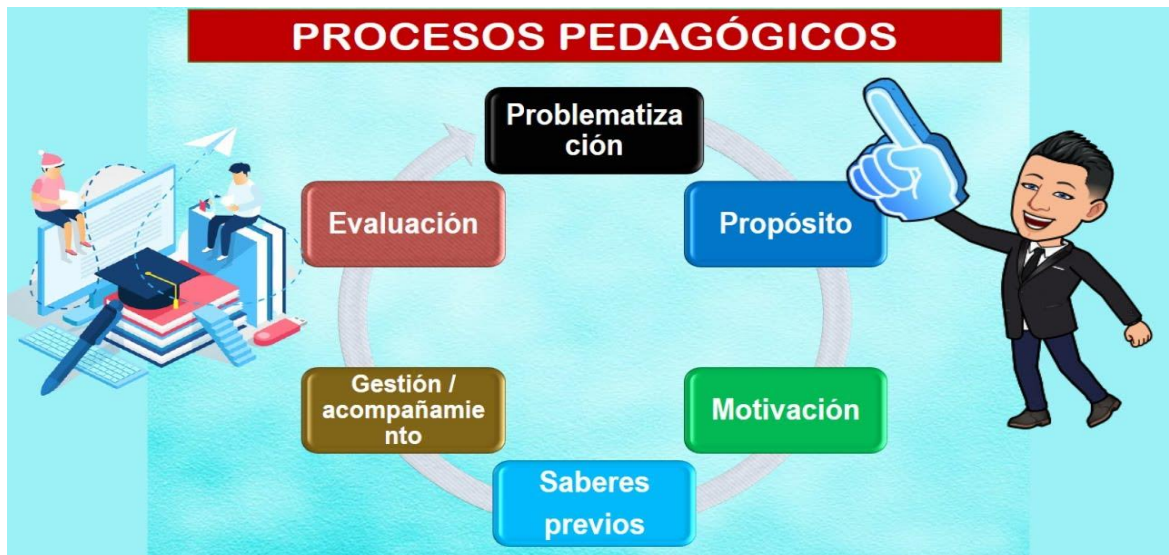 PROCESOS PEDAGÓGICOS
Problematiza
ción
Propósito
Motivación
Saberes
previos
Gestión /
acompañamie
nto
Evaluación